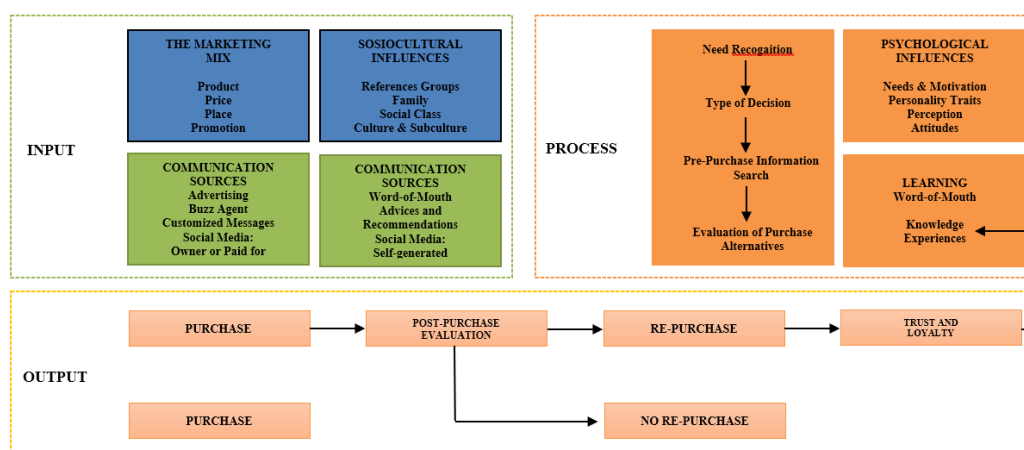 INPUT
THE MARKETING
MIX
Product
Price
Place
Promotion
SOSIOCULTURAL
INFLUENCES
References Groups
Family
Social Class
Culture & Subculture
COMMUNICATION
SOURCES
Advertising
Buzz Agent
Customized Messages
Social Media:
Owner or Paid for
COMMUNICATION
SOURCES
Word-of-Mouth
Advices and
Recommendations
Social Media:
Self-generated
PROCESS
Need Recogaition
Type of Decision
Pre-Purchase Information
Search
Evaluation of Purchase
Alternatives
PSYCHOLOGICAL
INFLUENCES
Needs & Motivation
Personality Traits
Perception
Attitudes
LEARNING
Word-of-Mouth
Knowledge
Experiences
OUTPUT
PURCHASE
POST-PURCHASE
EVALUATION
RE-PURCHASE
TRUST AND
LOYALTY
PURCHASE
NO RE-PURCHASE